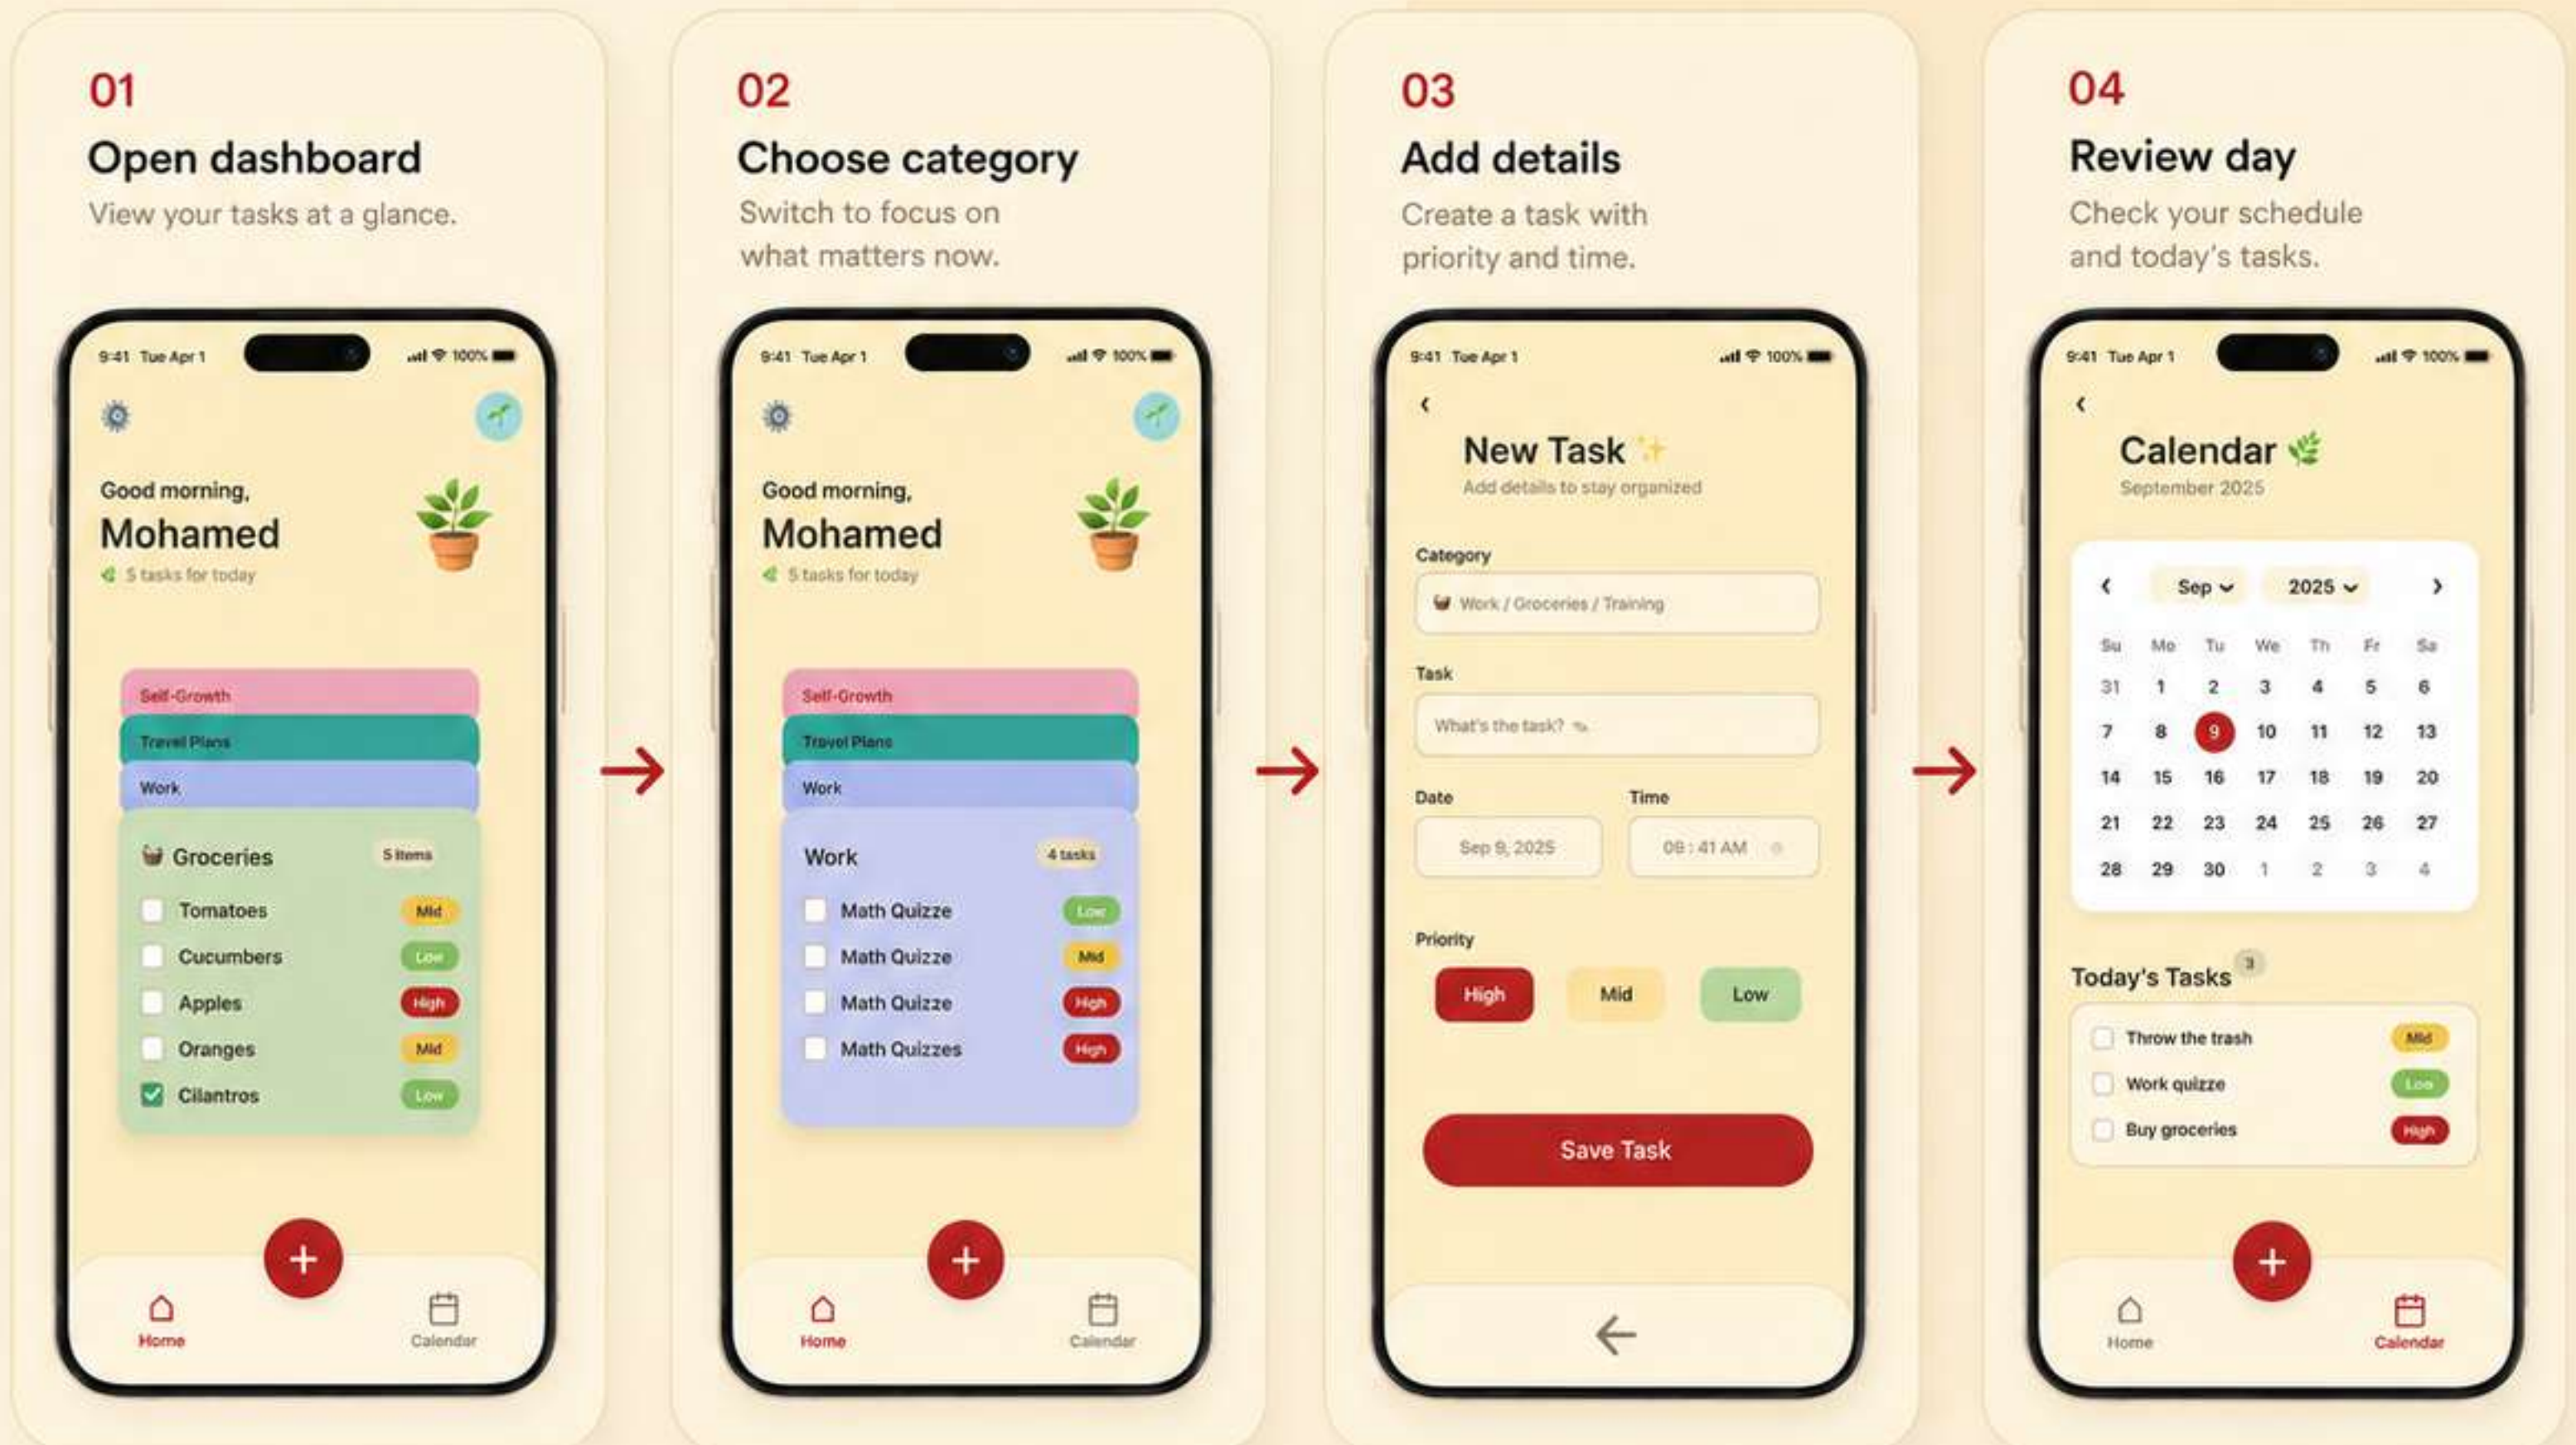 01
Open dashboard
View your tasks at a glance.
9:41 Tue Apr 1 100%
Good morning,
Mohamed
5 tasks for today
Self-Growth
Travel Plans
Work
Groceries 5 items
Tomatoes Mid
Cucumbers Low
Apples High
Oranges Mid
Cilantros Low
Home Calendar
02
Choose category
Switch to focus on
what matters now.
9:41 Tue Apr 1 100%
Good morning,
Mohamed
5 tasks for today
Self-Growth
Travel Plans
Work
Work 4 tasks
Math Quizze Low
Math Quizze Mid
Math Quizze High
Math Quizzes High
Home Calendar
03
Add details
Create a task with
priority and time.
9:41 Tue Apr 1 100%
New Task
Add details to stay organized
Category
Work / Groceries / Training
Task
What's the task?
Date Time
Sep 9, 2025 09 : 41 AM
Priority
High Mid Low
Save Task
04
Review day
Check your schedule
and today's tasks.
9:41 Tue Apr 1 100%
Calendar
September 2025
Sep 2025
Su Mo Tu We Th Fr Sa
31 1 2 3 4 5 6
7 8 9 10 11 12 13
14 15 16 17 18 19 20
21 22 23 24 25 26 27
28 29 30 1 2 3 4
Today's Tasks 3
Throw the trash Mid
Work quizze Low
Buy groceries High
Home Calendar